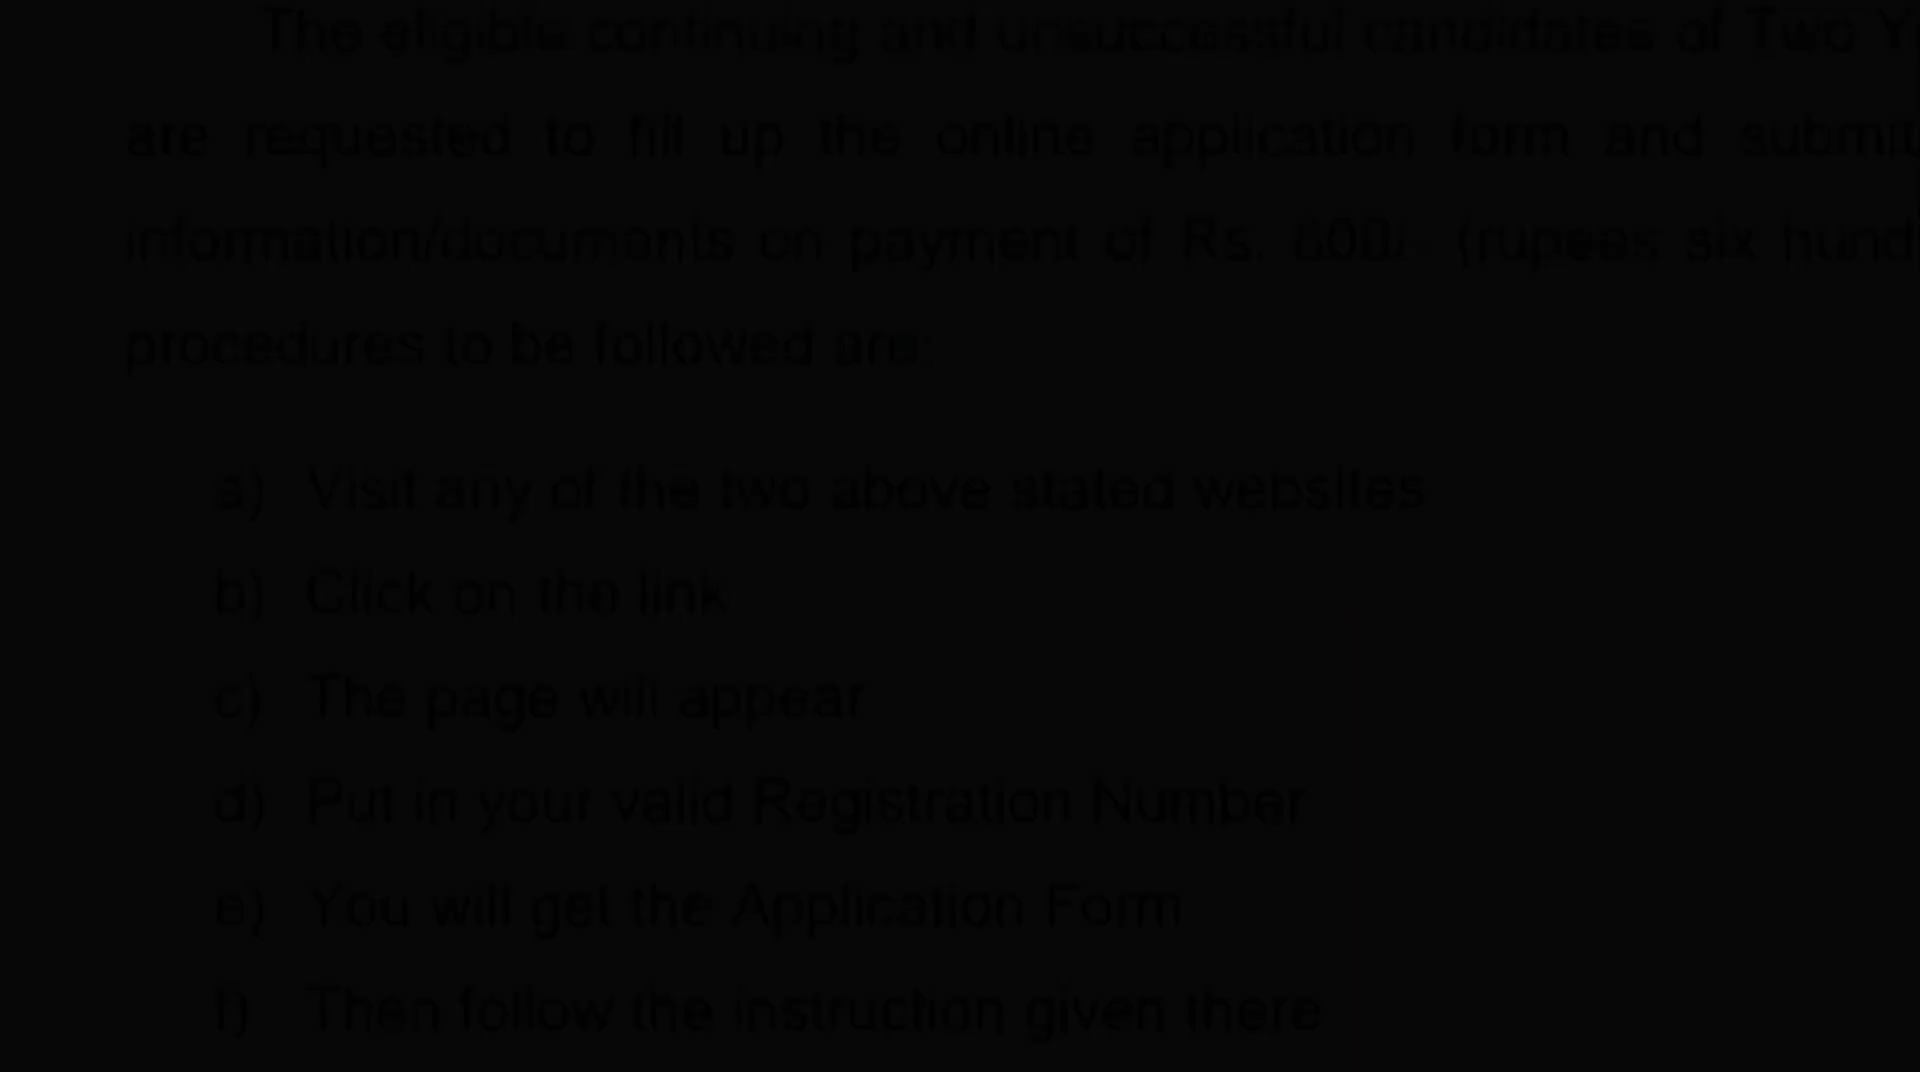 The eligible continuing and unsuccessful candidates of Two
are requested to fill up the online application form and
information/documents on payment of Rs. 600/- (rupees six
procedures to be followed are:
a) Visit any of the two above stated websites
b) Click on the link
c) The page will appear
d) Put in your valid Registration Number
e) You will get the Application Form
f) Then follow the instruction given there